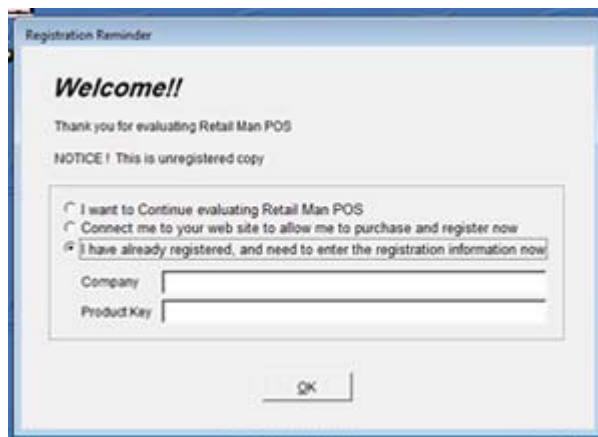 Registration Reminder
Welcome!!
Thank you for evaluating Retail Man POS
NOTICE ! This is unregistered copy
I want to Continue evaluating Retail Man POS
Connect me to your web site to allow me to purchase and register now
I have already registered, and need to enter the registration information now
Company
Product Key
OK